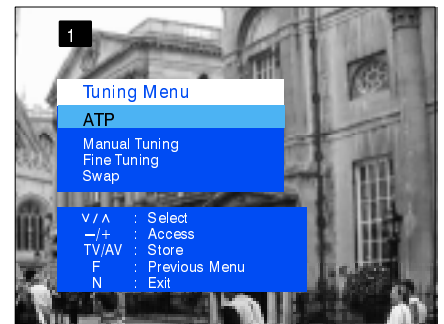 1
Tuning Menu
ATP
Manual Tuning
Fine Tuning
Swap
∨/∧ : Select
−/+ : Access
TV/AV : Store
F : Previous Menu
N : Exit